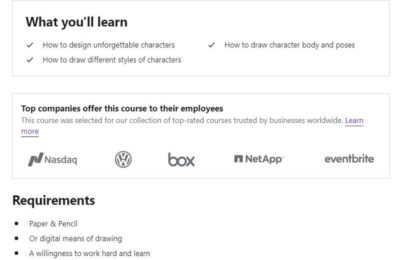 What you'll learn
✓ How to design unforgettable characters
✓ How to draw character body and poses
✓ How to draw different styles of characters
Top companies offer this course to their employees
This course was selected for our collection of top-rated courses trusted by businesses worldwide. Learn
more
Nasdaq
box
NetApp
eventbrite
Requirements
• Paper & Pencil
• Or digital means of drawing
• A willingness to work hard and learn